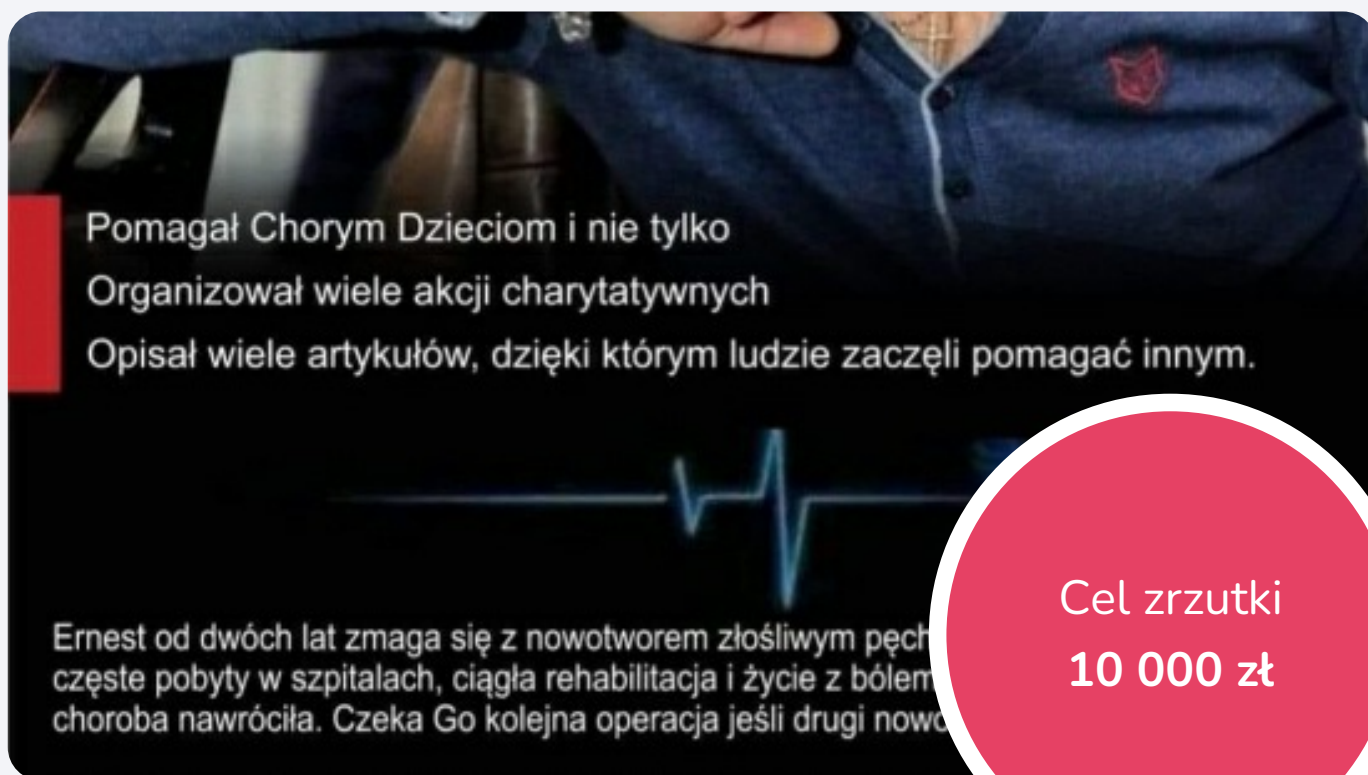 Pomagał Chorym Dzieciom i nie tylko
Organizował wiele akcji charytatywnych
Opisał wiele artykułów, dzięki którym ludzie zaczęli pomagać innym.
Ernest od dwóch lat zmaga się z nowotworem złośliwym
częste pobyty w szpitalach, ciągła rehabilitacja i życie z bólem
choroba nawróciła. Czeka Go kolejna operacja jeśli drugi
Cel zrzutki
10 000 zł